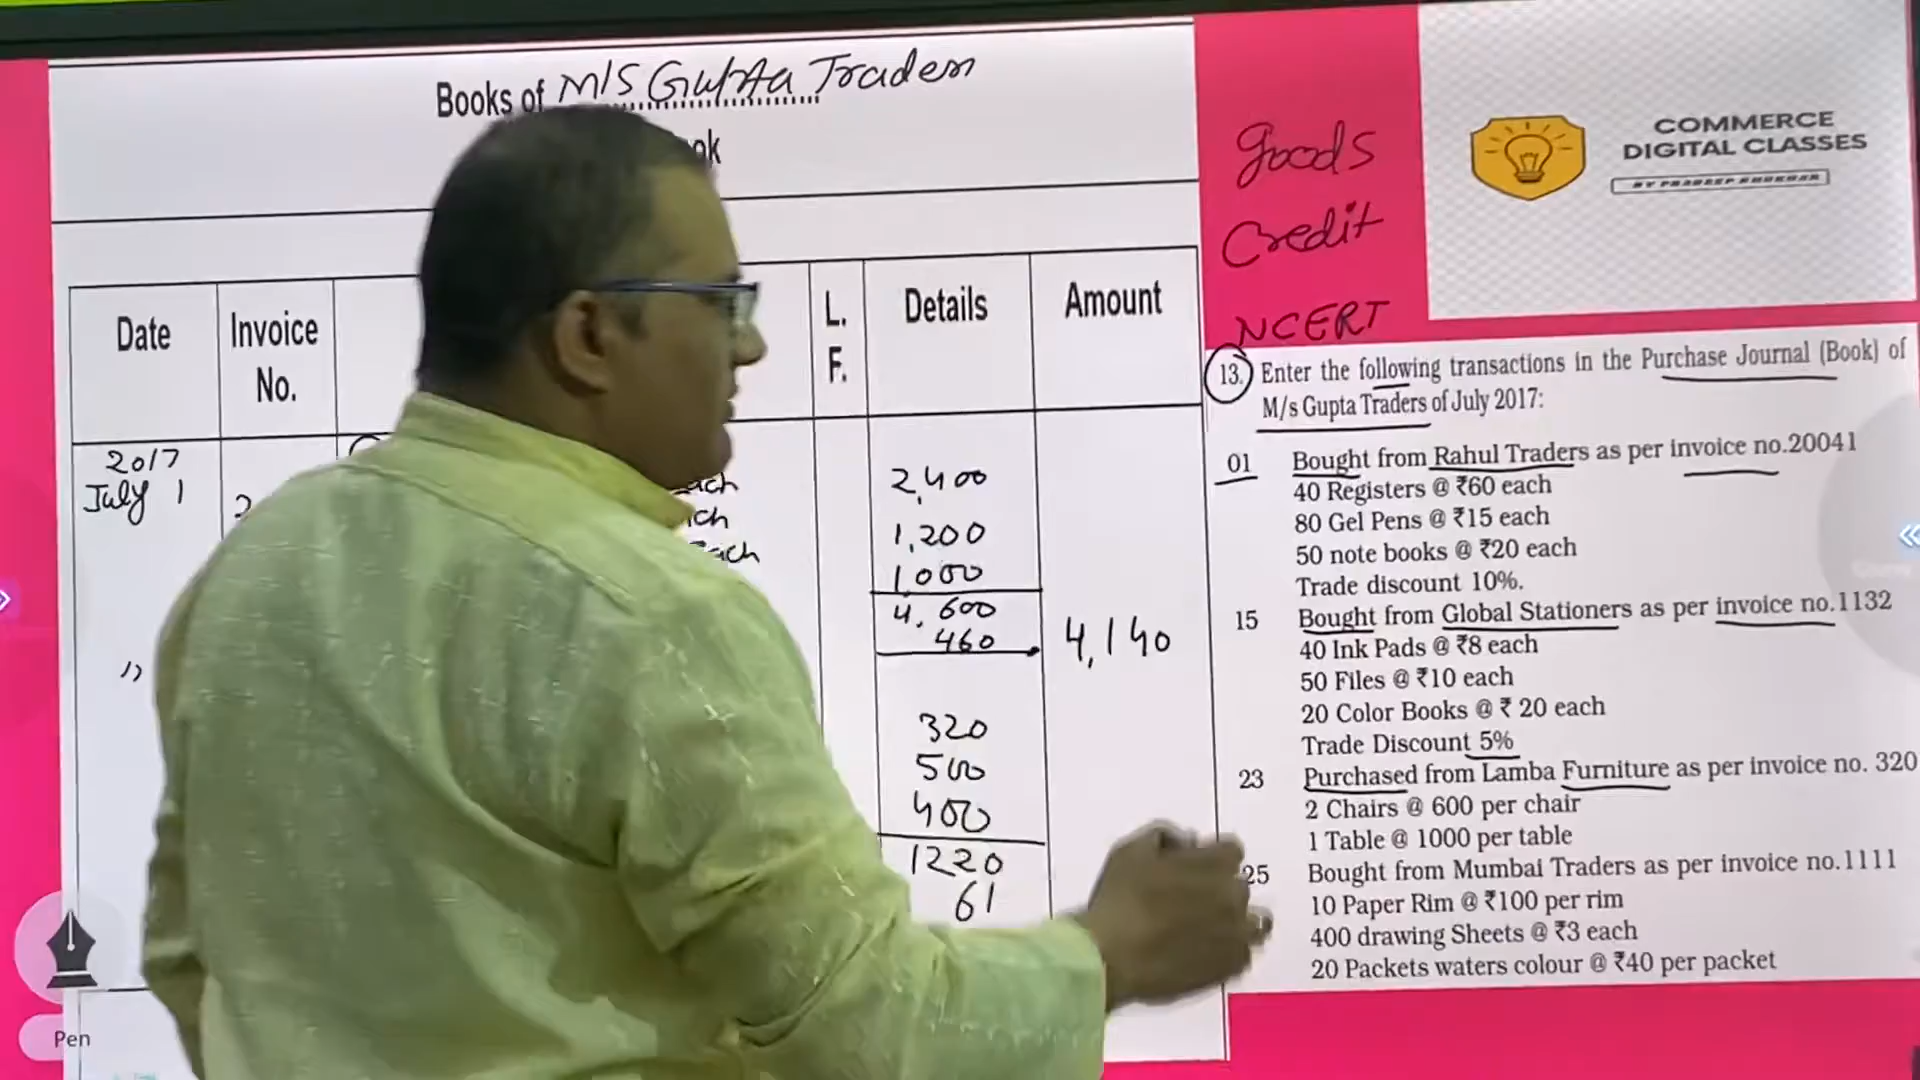 Books of M/S Gupta Traders
ok
Date
Invoice No.
L. F.
Details
Amount
2017
July 1
2
ach
ch
each
2,400
1,200
1,000
4,600
460
4,140
"
320
500
400
1220
61
Goods
Credit
NCERT
COMMERCE
DIGITAL CLASSES
13. Enter the following transactions in the Purchase Journal (Book) of
M/s Gupta Traders of July 2017:
01 Bought from Rahul Traders as per invoice no.20041
40 Registers @ ₹60 each
80 Gel Pens @ ₹15 each
50 note books @ ₹20 each
Trade discount 10%.
15 Bought from Global Stationers as per invoice no.1132
40 Ink Pads @ ₹8 each
50 Files @ ₹10 each
20 Color Books @ ₹ 20 each
Trade Discount 5%
23 Purchased from Lamba Furniture as per invoice no. 320
2 Chairs @ 600 per chair
1 Table @ 1000 per table
25 Bought from Mumbai Traders as per invoice no.1111
10 Paper Rim @ ₹100 per rim
400 drawing Sheets @ ₹3 each
20 Packets waters colour @ ₹40 per packet
Pen